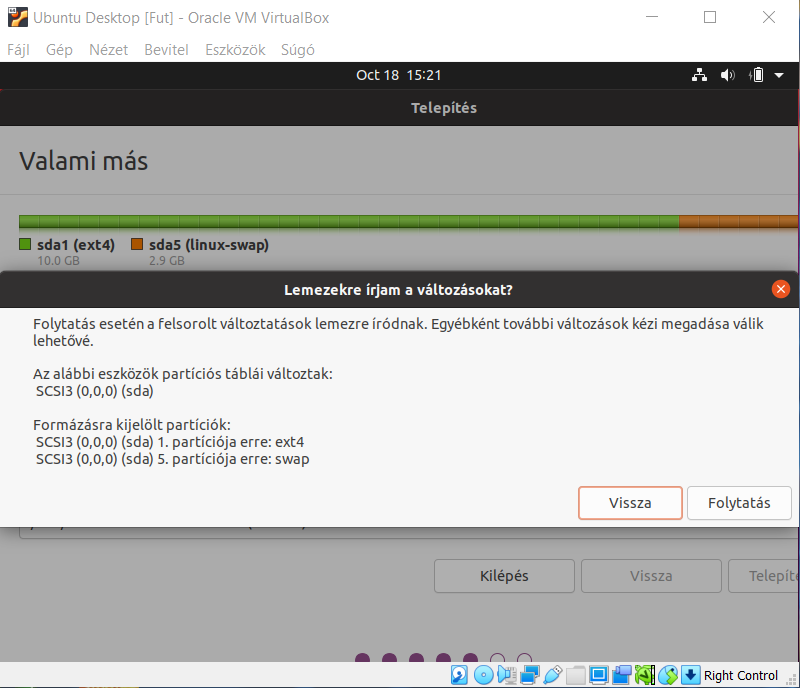 Ubuntu Desktop [Fut] - Oracle VM VirtualBox
Fájl Gép Nézet Bevitel Eszközök Súgó
Oct 18 15:21
Telepítés
Valami más
sda1 (ext4) sda5 (linux-swap)
10.0 GB 2.9 GB
Lemezekre írjam a változásokat?
Folytatás esetén a felsorolt változtatások lemezre íródnak. Egyébként további változások kézi megadása válik
lehetővé.
Az alábbi eszközök partíciós táblái változtak:
SCSI3 (0,0,0) (sda)
Formázásra kijelölt partíciók:
SCSI3 (0,0,0) (sda) 1. partíciója erre: ext4
SCSI3 (0,0,0) (sda) 5. partíciója erre: swap
Vissza Folytatás
Kilépés Vissza Telepíté
Right Control